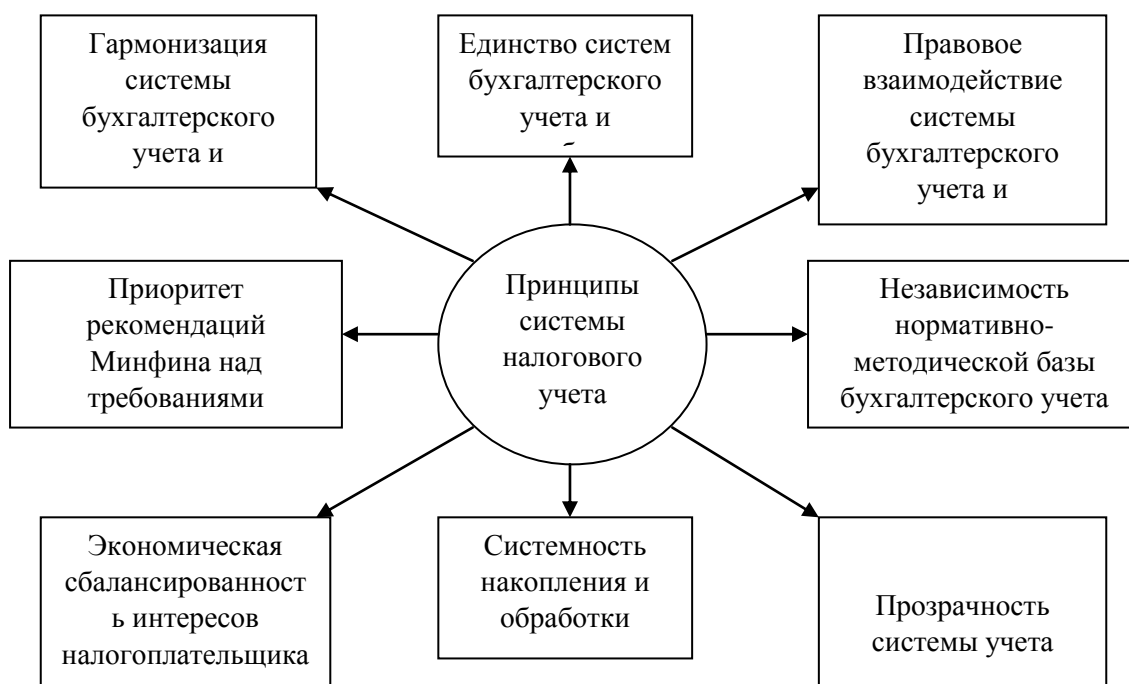 Гармонизация
системы
бухгалтерского
учета и
Единство систем
бухгалтерского
учета и
Правовое
взаимодействие
системы
бухгалтерского
учета и
Приоритет
рекомендаций
Минфина над
требованиями
Принципы
системы
налогового
учета
Независимость
нормативно-
методической базы
бухгалтерского учета
Экономическая
сбалансированност
ь интересов
налогоплательщика
Системность
накопления и
обработки
Прозрачность
системы учета